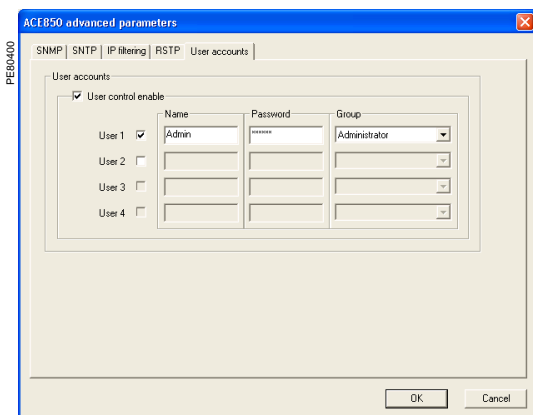 ACE850 advanced parameters
PE80400
SNMP SNTP IP filtering RSTP User accounts
User accounts
User control enable
Name Password Group
User 1 Admin ****** Administrator
User 2
User 3
User 4
OK Cancel